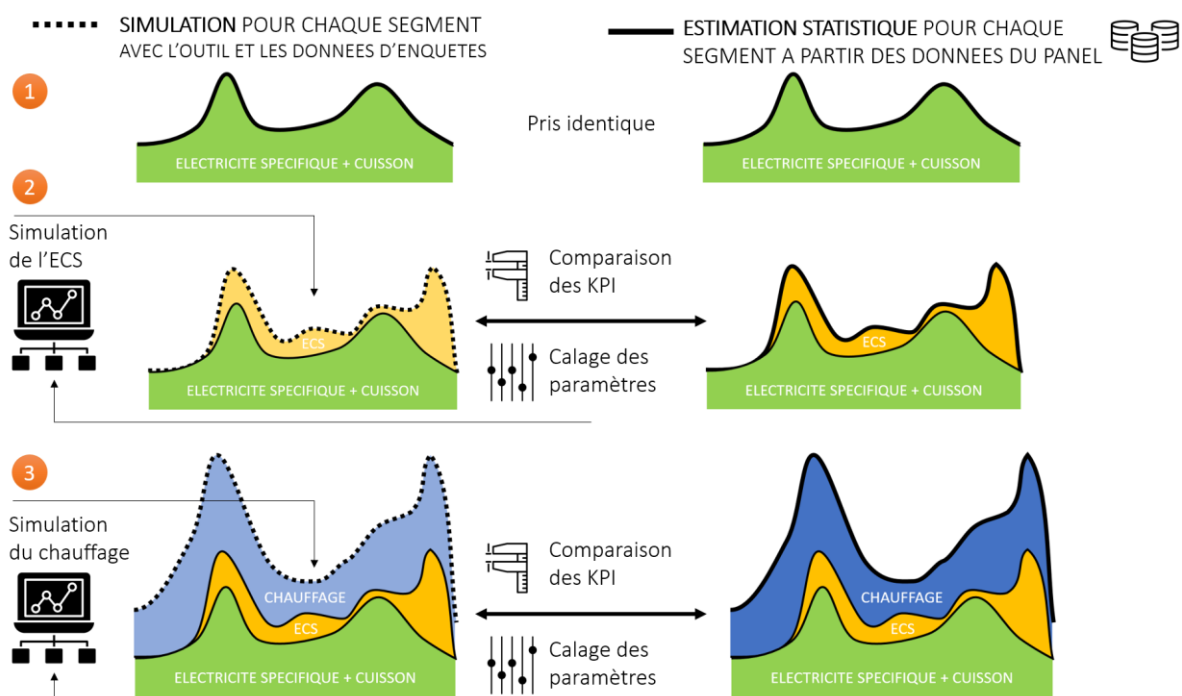 SIMULATION POUR CHAQUE SEGMENT
AVEC L'OUTIL ET LES DONNEES D'ENQUETES
ESTIMATION STATISTIQUE POUR CHAQUE
SEGMENT A PARTIR DES DONNEES DU PANEL
1
Pris identique
ELECTRICITE SPECIFIQUE + CUISSON
ELECTRICITE SPECIFIQUE + CUISSON
2
Simulation
de l'ECS
Comparaison
des KPI
ECS
ECS
Calage des
paramètres
ELECTRICITE SPECIFIQUE + CUISSON
ELECTRICITE SPECIFIQUE + CUISSON
3
Simulation
du chauffage
Comparaison
des KPI
CHAUFFAGE
CHAUFFAGE
ECS
ECS
Calage des
paramètres
ELECTRICITE SPECIFIQUE + CUISSON
ELECTRICITE SPECIFIQUE + CUISSON